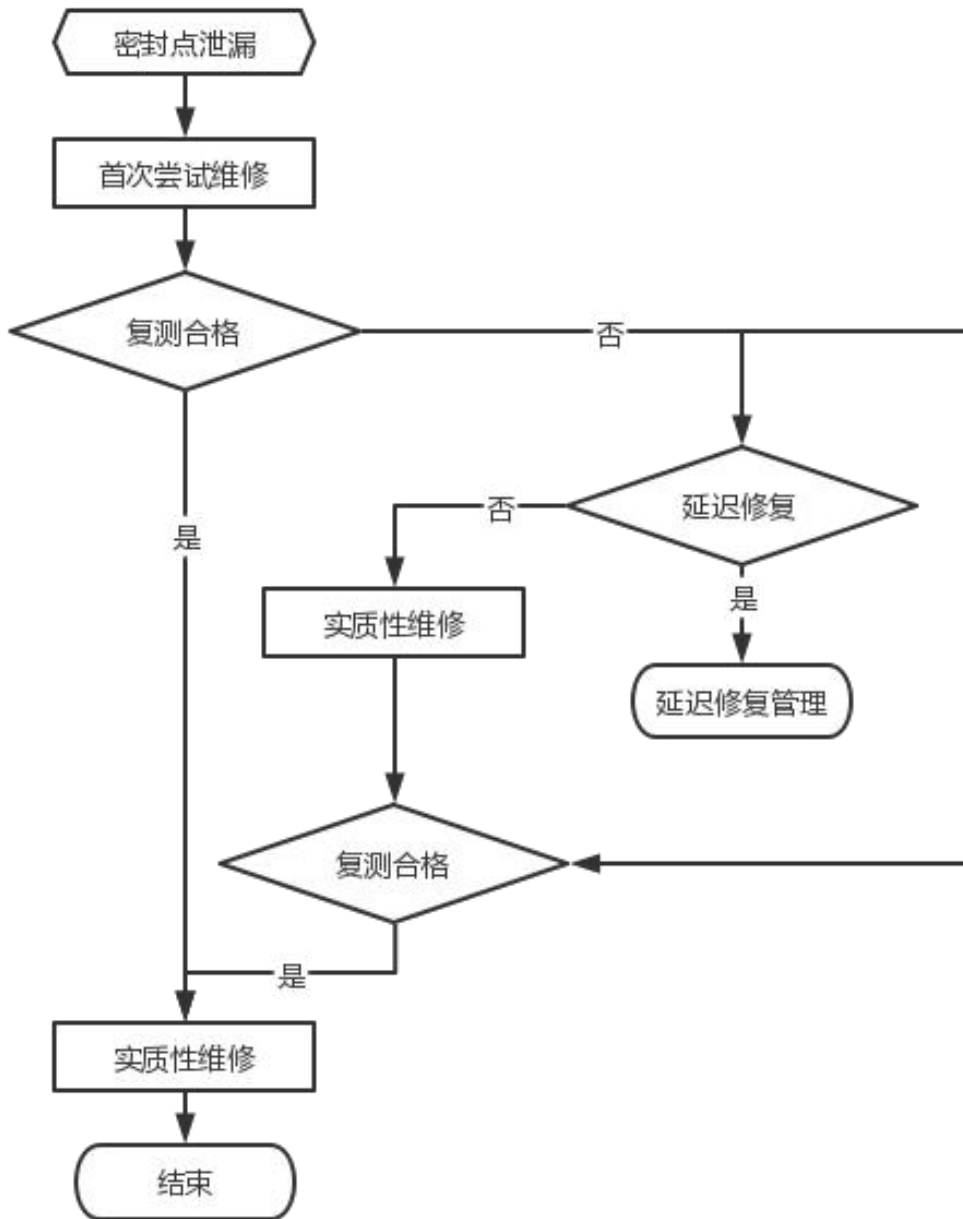 密封点泄漏
首次尝试维修
复测合格
否
延迟修复
否
是
是
实质性维修
延迟修复管理
复测合格
是
实质性维修
结束